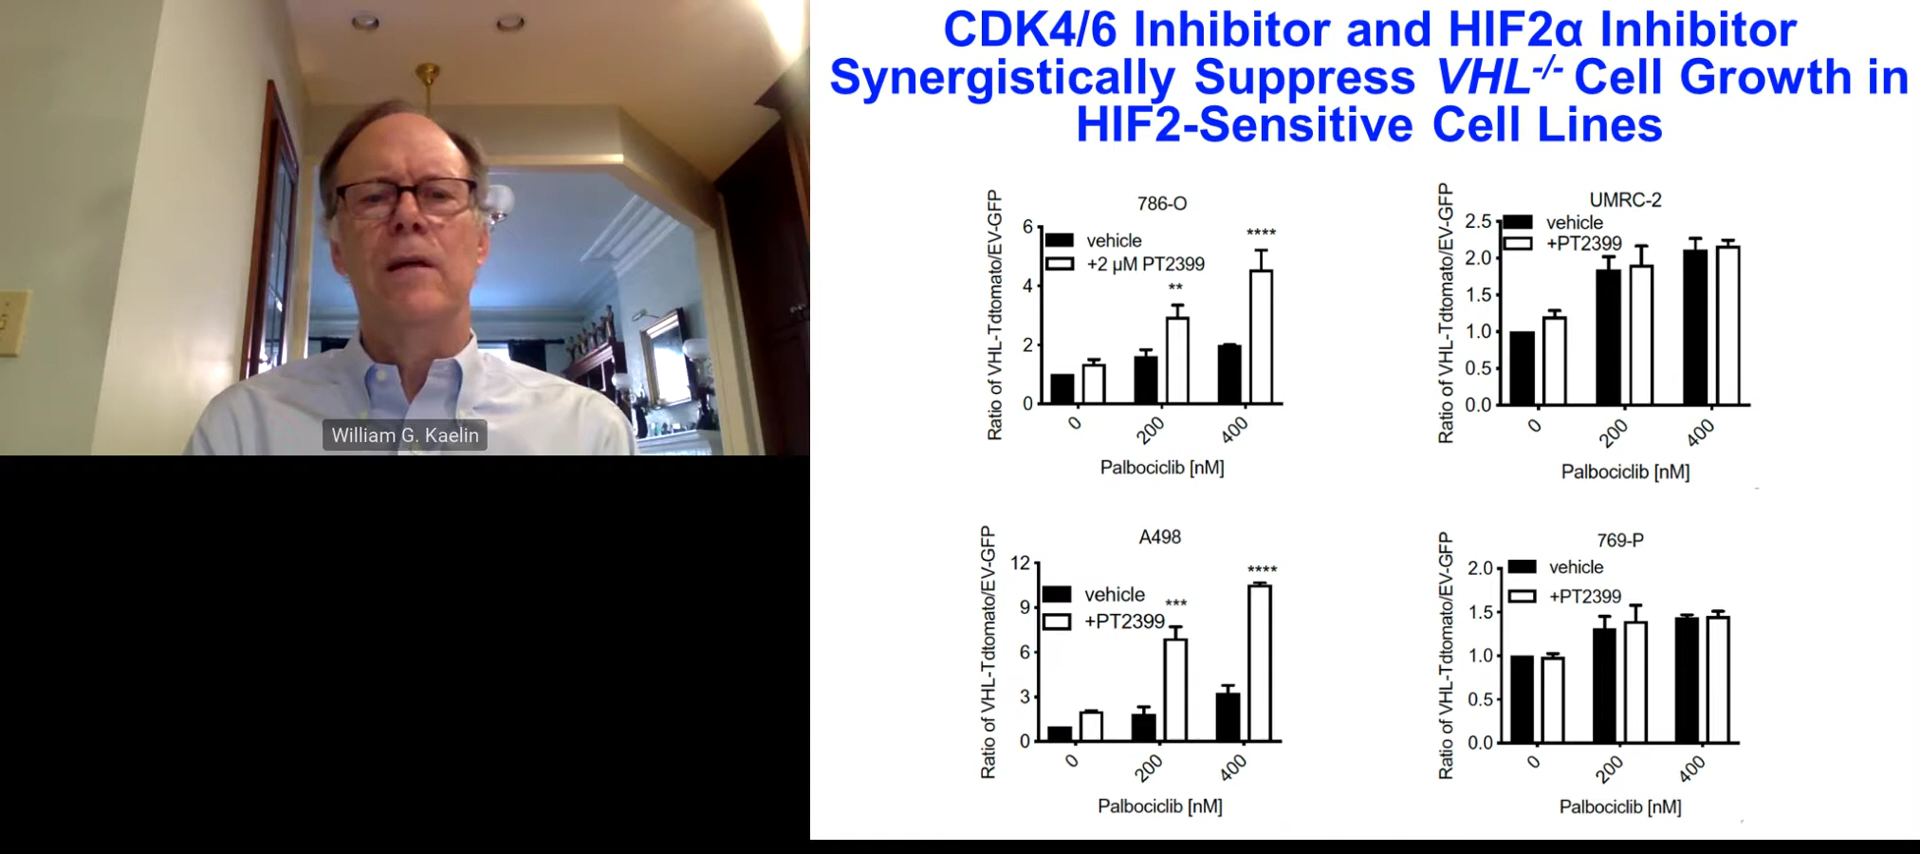 William G. Kaelin
CDK4/6 Inhibitor and HIF2α Inhibitor
Synergistically Suppress VHL-/- Cell Growth in
HIF2-Sensitive Cell Lines
786-O
Ratio of VHL-Tdtomato/EV-GFP
6
4
2
0
vehicle
+2 µM PT2399
**
****
0
200
400
Palbociclib [nM]
UMRC-2
Ratio of VHL-Tdtomato/EV-GFP
2.5
2.0
1.5
1.0
0.5
0.0
vehicle
+PT2399
0
200
400
Palbociclib [nM]
A498
Ratio of VHL-Tdtomato/EV-GFP
12
9
6
3
0
vehicle
+PT2399
***
****
0
200
400
Palbociclib [nM]
769-P
Ratio of VHL-Tdtomato/EV-GFP
2.0
1.5
1.0
0.5
0.0
vehicle
+PT2399
0
200
400
Palbociclib [nM]